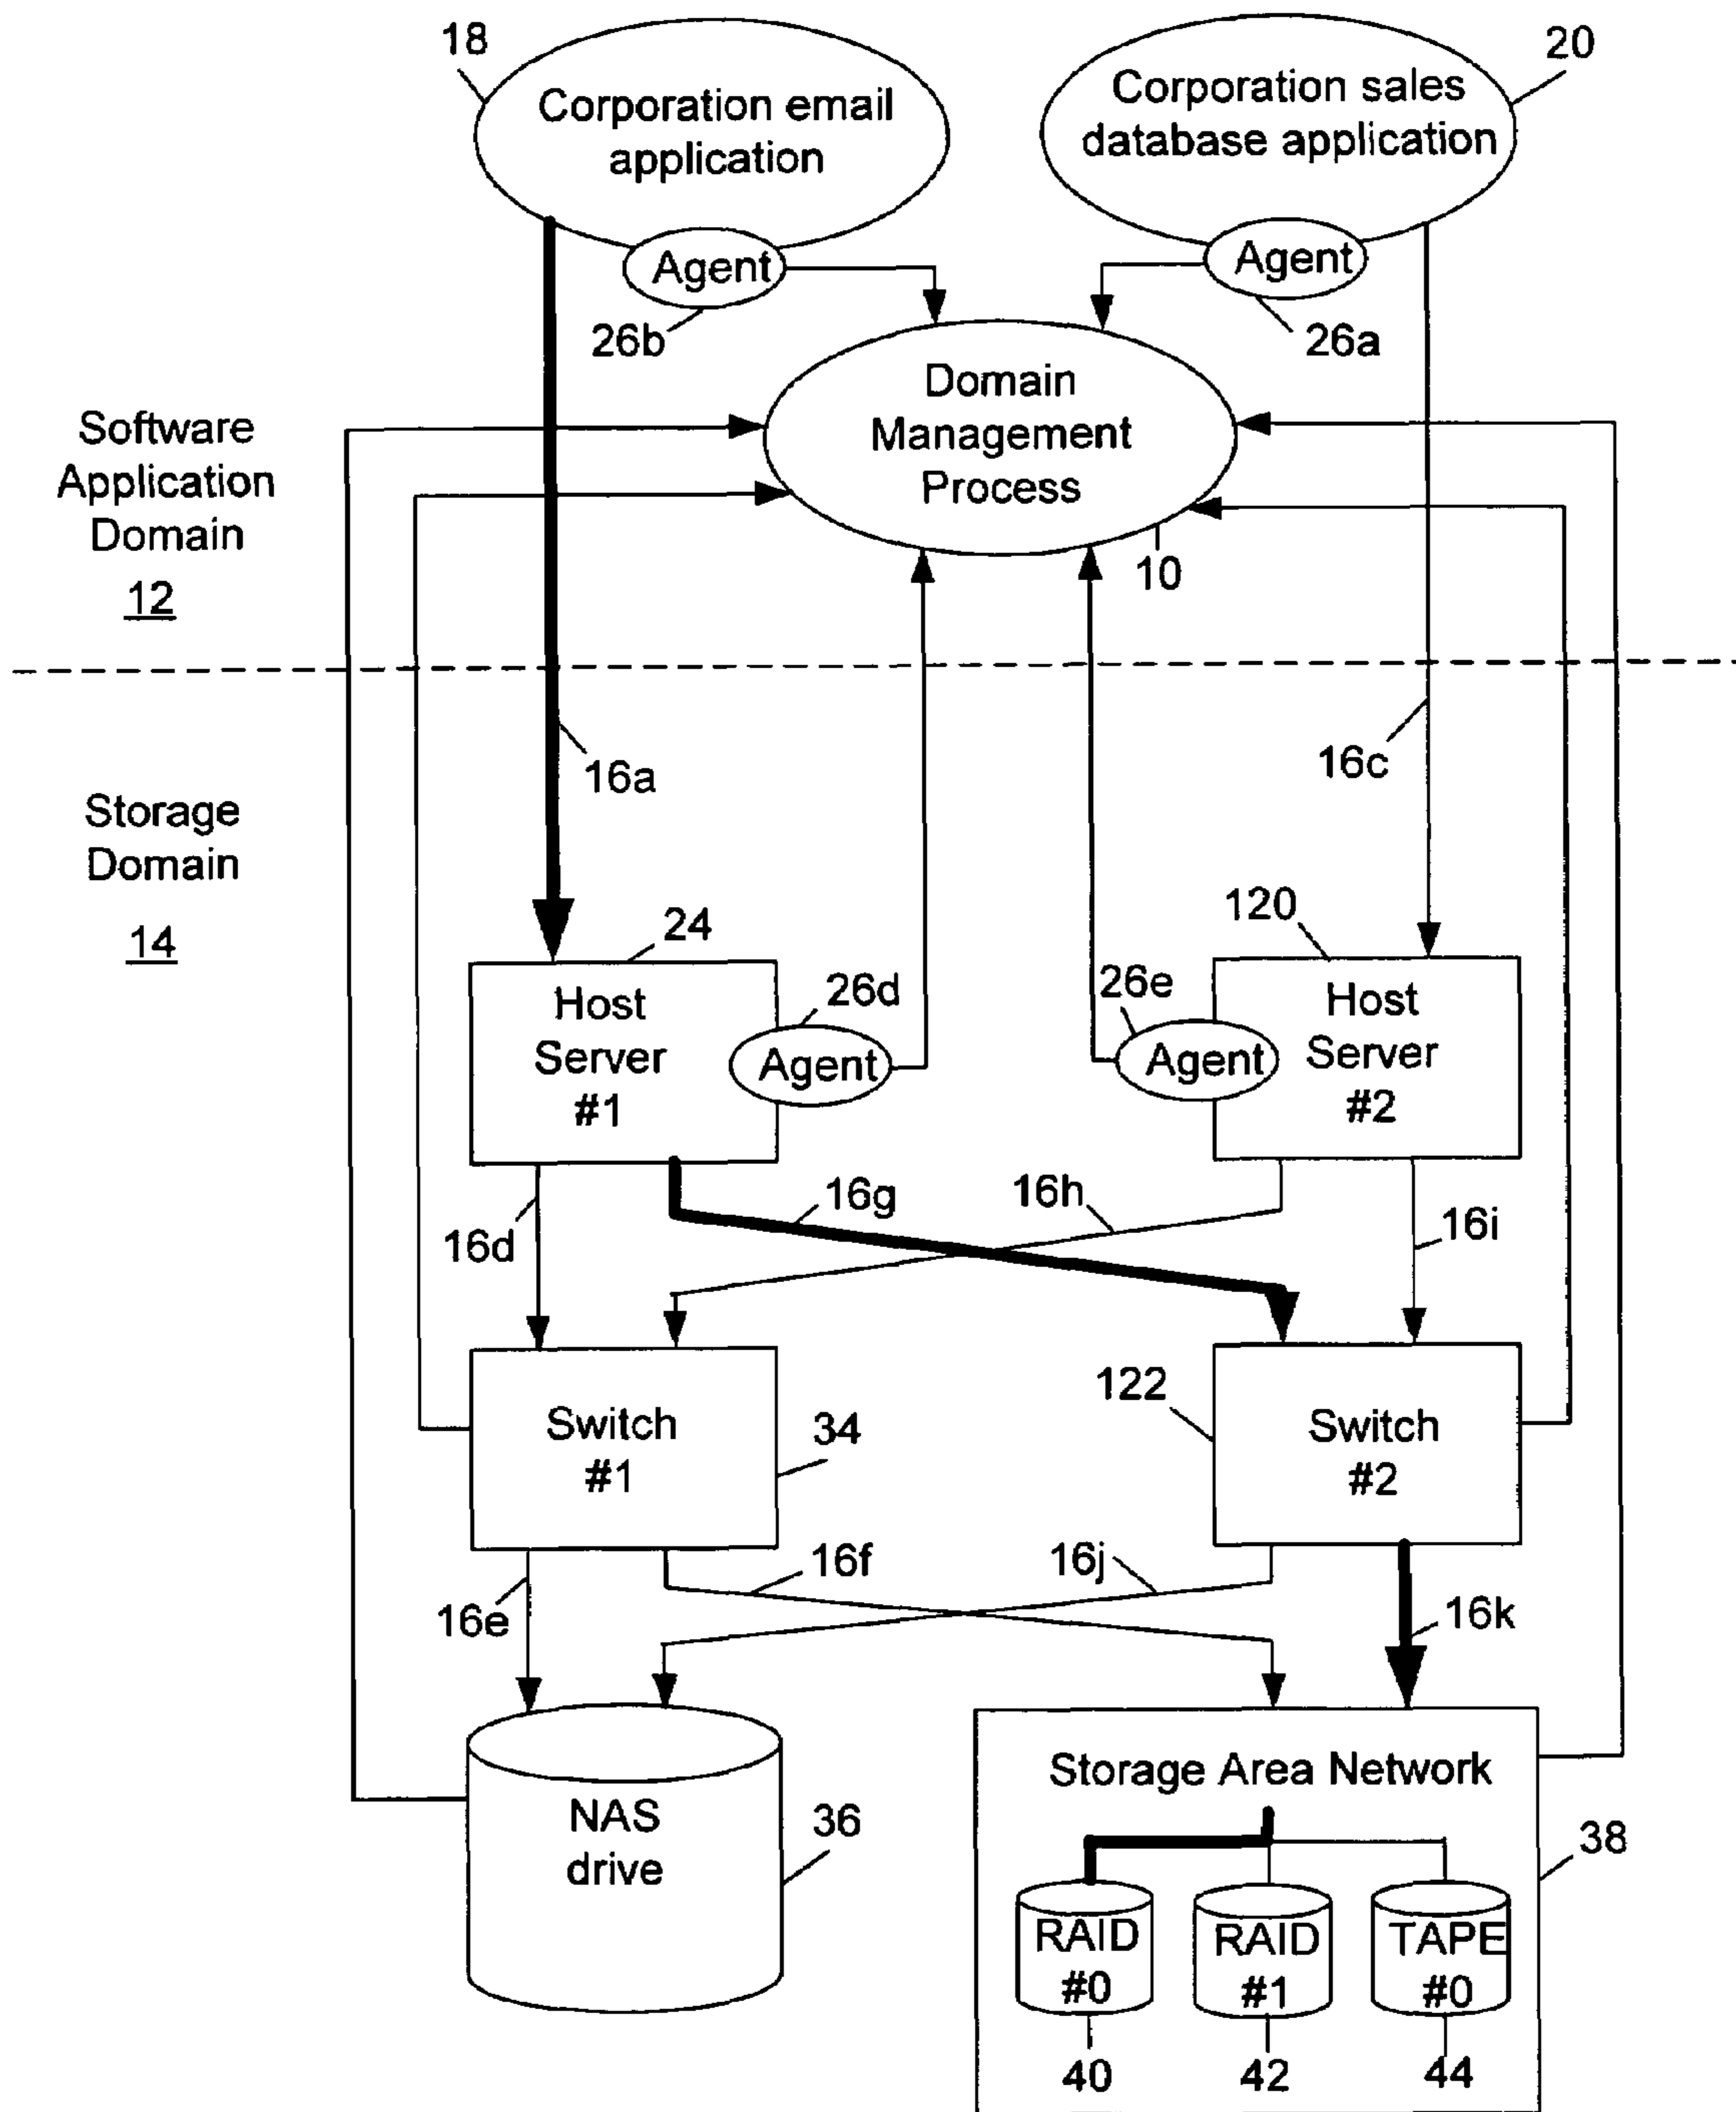 18
Corporation email
application
20
Corporation sales
database application
Agent
26b
Agent
26a
Domain
Management
Process
10
Software
Application
Domain
12
16a
16c
Storage
Domain
14
24
Host
Server
#1
26d
Agent
120
26e
Agent
Host
Server
#2
16d
16g
16h
16i
Switch
#1
34
122
Switch
#2
16e
16f
16j
16k
NAS
drive
36
Storage Area Network
38
RAID
#0
RAID
#1
TAPE
#0
40
42
44